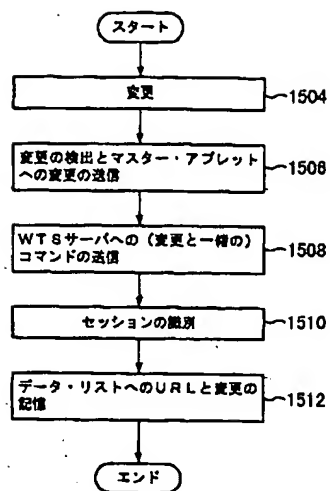 スタート
変更
1504
変更の検出とマスター・アプレット
への変更の送信
1506
WTSサーバへの（変更と一緒の）
コマンドの送信
1508
セッションの識別
1510
データ・リストへのURLと変更の
記憶
1512
エンド